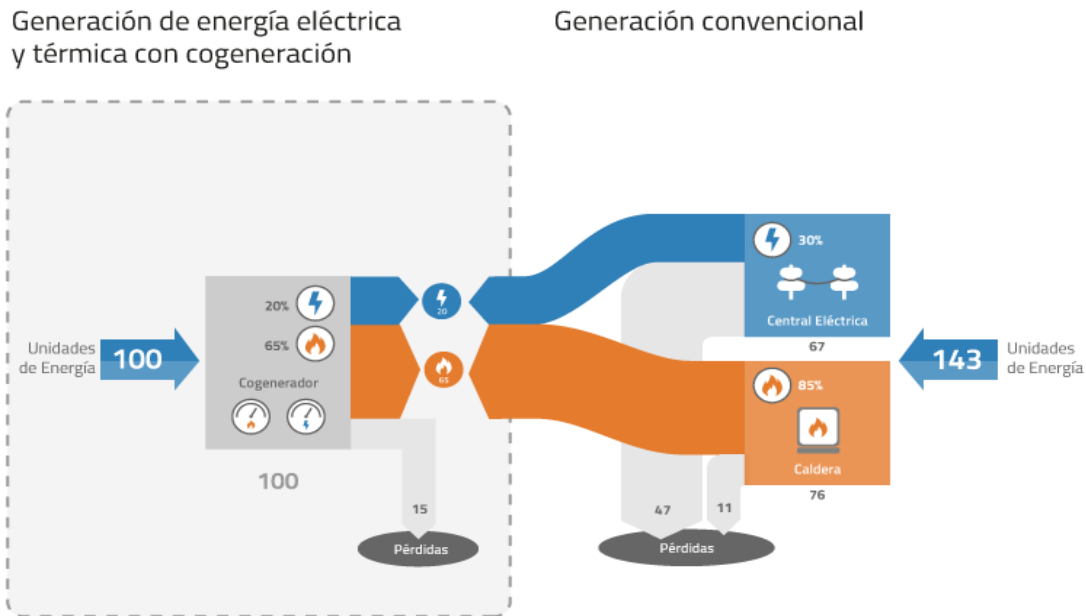 Generación de energía eléctrica
y térmica con cogeneración
Generación convencional
Unidades
de Energía
100
20%
65%
Cogenerador
100
20
65
15
Pérdidas
30%
Central Eléctrica
67
85%
Caldera
76
47
11
Pérdidas
143
Unidades
de Energía